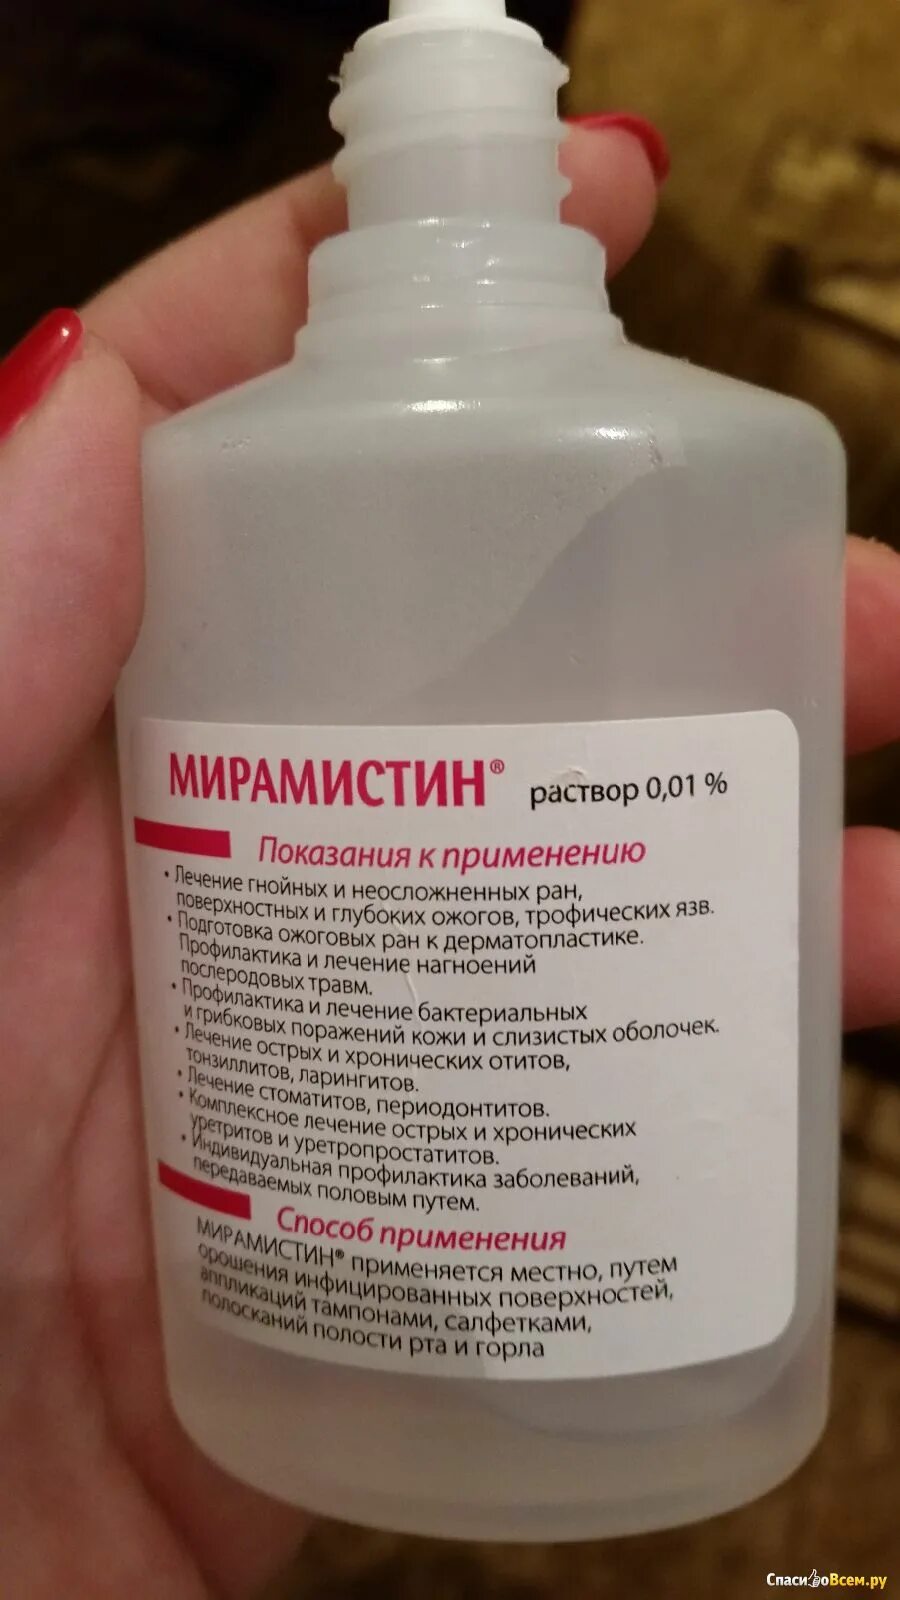 МИРАМИСТИН® раствор 0,01 %
Показания к применению
• Лечение гнойных и неосложненных ран,
поверхностных и глубоких ожогов, трофических язв.
• Подготовка ожоговых ран к дерматопластике.
Профилактика и лечение нагноений
послеродовых травм.
• Профилактика и лечение бактериальных
и грибковых поражений кожи и слизистых оболочек.
• Лечение острых и хронических отитов,
тонзиллитов, ларингитов.
• Лечение стоматитов, периодонтитов.
• Комплексное лечение острых и хронических
уретритов и уретропростатитов.
• Индивидуальная профилактика заболеваний,
передаваемых половым путем.
Способ применения
МИРАМИСТИН® применяется местно, путем
орошения инфицированных поверхностей,
аппликаций тампонами, салфетками,
полосканий полости рта и горла
СпасибоВсем.ру